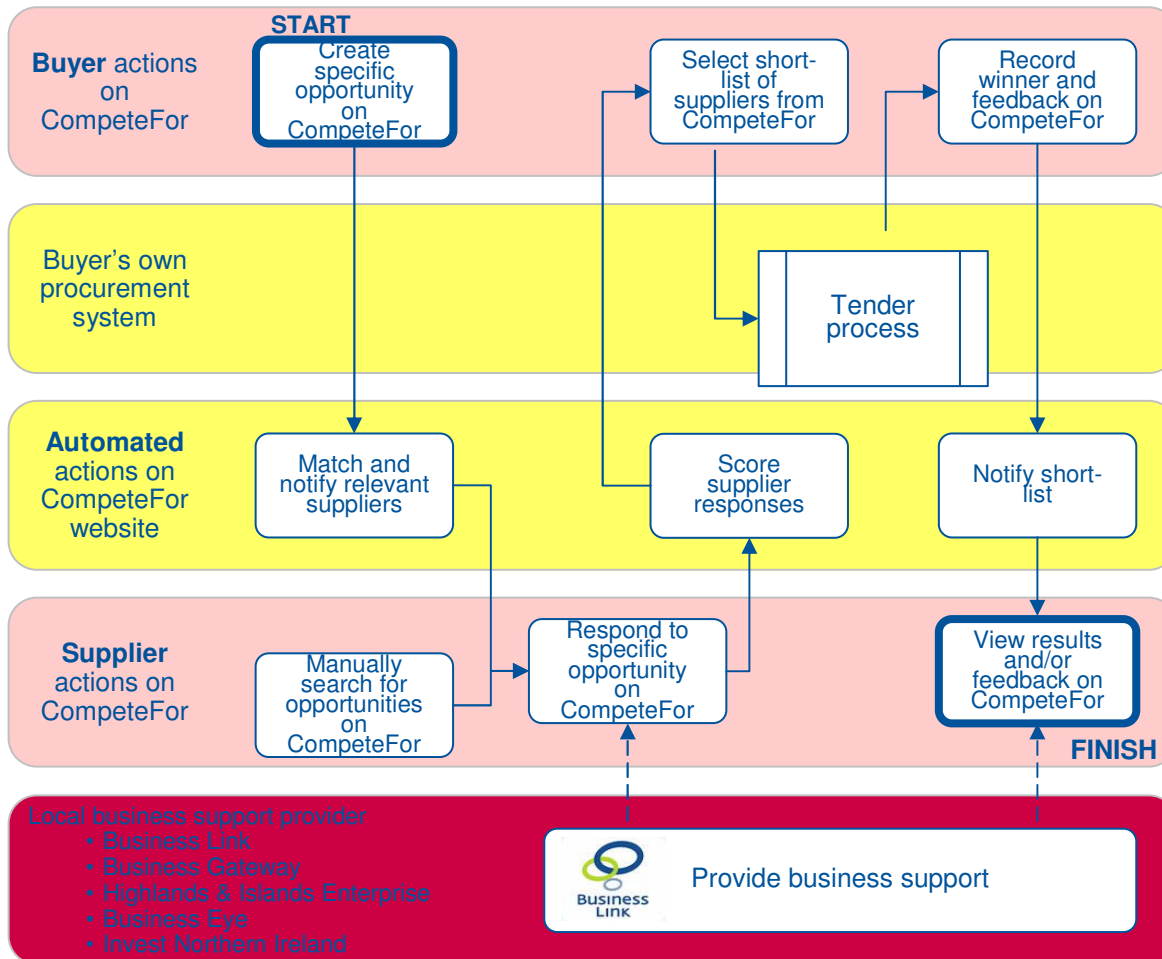 START
Buyer actions
on
CompeteFor
Create
specific
opportunity
on
CompeteFor
Select short-
list of
suppliers from
CompeteFor
Record
winner and
feedback on
CompeteFor
Buyer's own
procurement
system
Tender
process
Automated
actions on
CompeteFor
website
Match and
notify relevant
suppliers
Score
supplier
responses
Notify short-
list
Supplier
actions on
CompeteFor
Manually
search for
opportunities
on
CompeteFor
Respond to
specific
opportunity
on
CompeteFor
View results
and/or
feedback on
CompeteFor
FINISH
Local business support provider
• Business Link
• Business Gateway
• Highlands & Islands Enterprise
• Business Eye
• Invest Northern Ireland
Business
Link
Provide business support